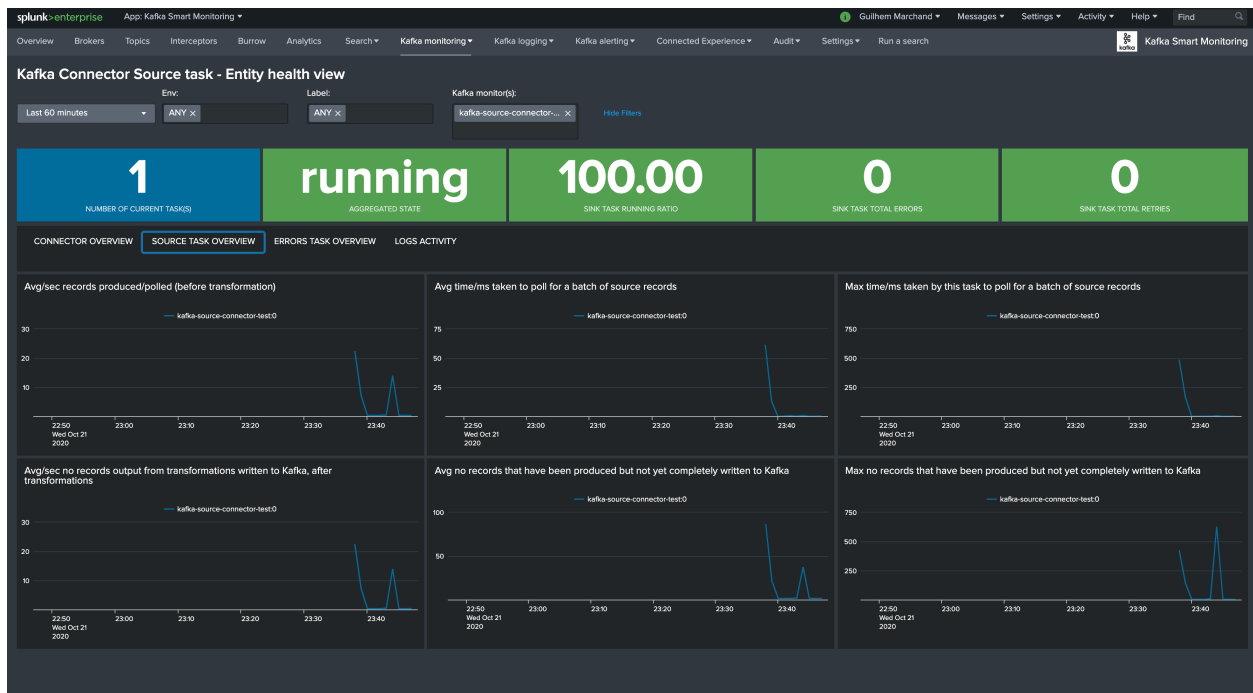 splunk>enterprise App: Kafka Smart Monitoring ▾ i Guilhem Marchand ▾ Messages ▾ Settings ▾ Activity ▾ Help ▾ Find
Overview Brokers Topics Interceptors Burrow Analytics Search ▾ Kafka monitoring ▾ Kafka logging ▾ Kafka alerting ▾ Connected Experience ▾ Audit ▾ Settings ▾ Run a search kafka Kafka Smart Monitoring
Kafka Connector Source task - Entity health view
Env: Label: Kafka monitor(s):
Last 60 minutes ANY × ANY × kafka-source-connector-... × Hide Filters
1 running 100.00 0 0
NUMBER OF CURRENT TASK(S) AGGREGATED STATE SINK TASK RUNNING RATIO SINK TASK TOTAL ERRORS SINK TASK TOTAL RETRIES
CONNECTOR OVERVIEW SOURCE TASK OVERVIEW ERRORS TASK OVERVIEW LOGS ACTIVITY
Avg/sec records produced/polled (before transformation)
kafka-source-connector-test:0
30
20
10
22:50 23:00 23:10 23:20 23:30 23:40
Wed Oct 21
2020
Avg time/ms taken to poll for a batch of source records
kafka-source-connector-test:0
75
50
25
22:50 23:00 23:10 23:20 23:30 23:40
Wed Oct 21
2020
Max time/ms taken by this task to poll for a batch of source records
kafka-source-connector-test:0
750
500
250
22:50 23:00 23:10 23:20 23:30 23:40
Wed Oct 21
2020
Avg/sec no records output from transformations written to Kafka, after
transformations
kafka-source-connector-test:0
30
20
10
22:50 23:00 23:10 23:20 23:30 23:40
Wed Oct 21
2020
Avg no records that have been produced but not yet completely written to Kafka
kafka-source-connector-test:0
100
50
22:50 23:00 23:10 23:20 23:30 23:40
Wed Oct 21
2020
Max no records that have been produced but not yet completely written to Kafka
kafka-source-connector-test:0
750
500
250
22:50 23:00 23:10 23:20 23:30 23:40
Wed Oct 21
2020